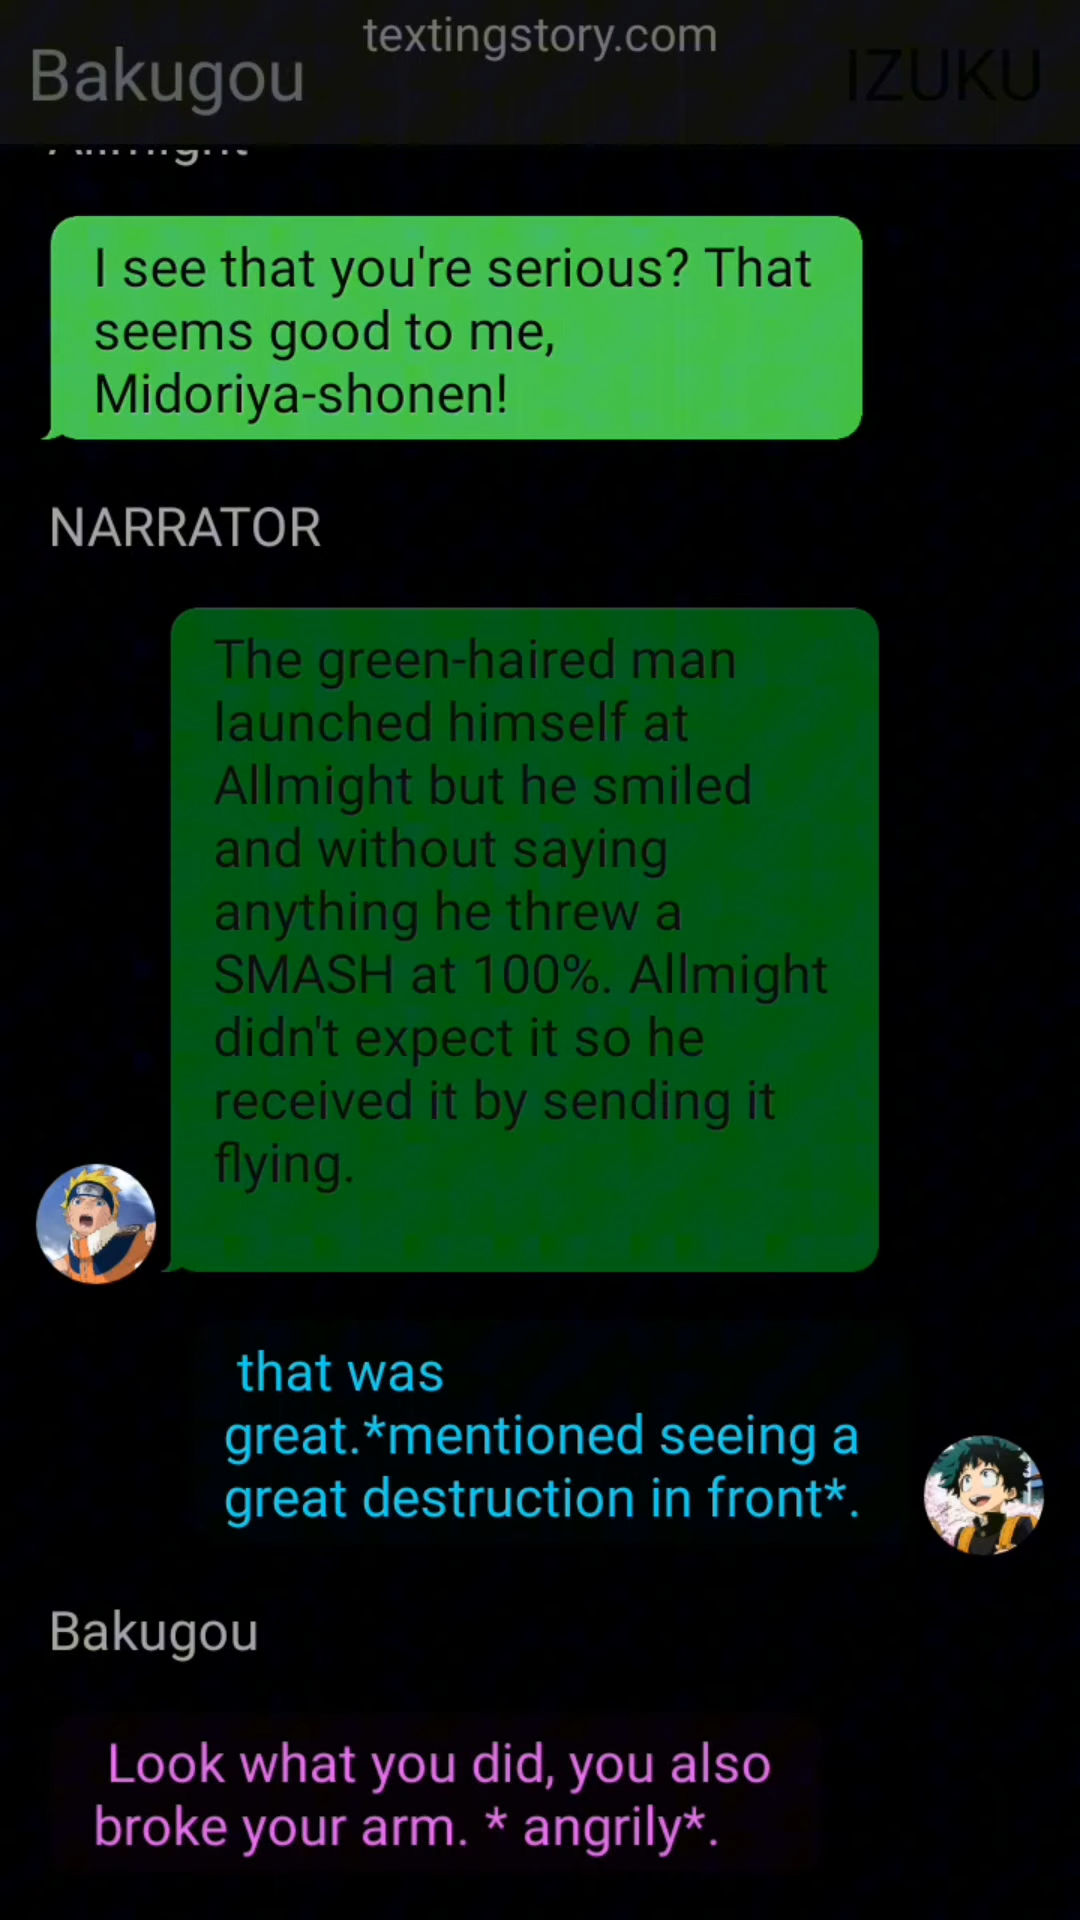 textingstory.com
Bakugou
IZUKU
Allmight
I see that you're serious? That
seems good to me,
Midoriya-shonen!
NARRATOR
The green-haired man
launched himself at
Allmight but he smiled
and without saying
anything he threw a
SMASH at 100%. Allmight
didn't expect it so he
received it by sending it
flying.
that was
great.*mentioned seeing a
great destruction in front*.
Bakugou
Look what you did, you also
broke your arm. * angrily*.